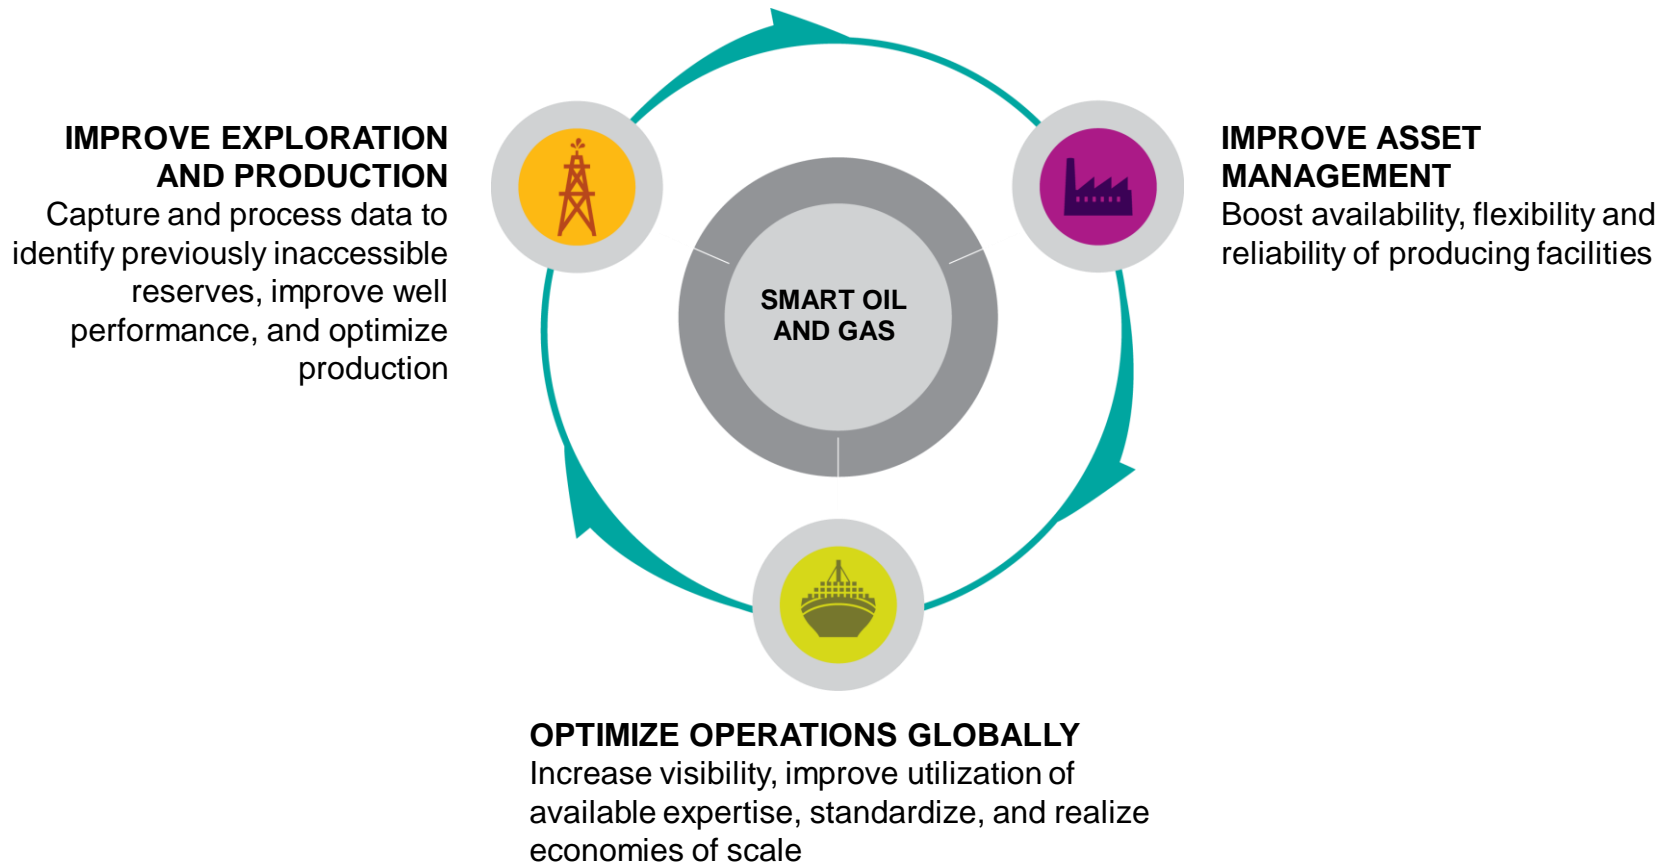 IMPROVE EXPLORATION
AND PRODUCTION
Capture and process data to
identify previously inaccessible
reserves, improve well
performance, and optimize
production
SMART OIL
AND GAS
IMPROVE ASSET
MANAGEMENT
Boost availability, flexibility and
reliability of producing facilities
OPTIMIZE OPERATIONS GLOBALLY
Increase visibility, improve utilization of
available expertise, standardize, and realize
economies of scale